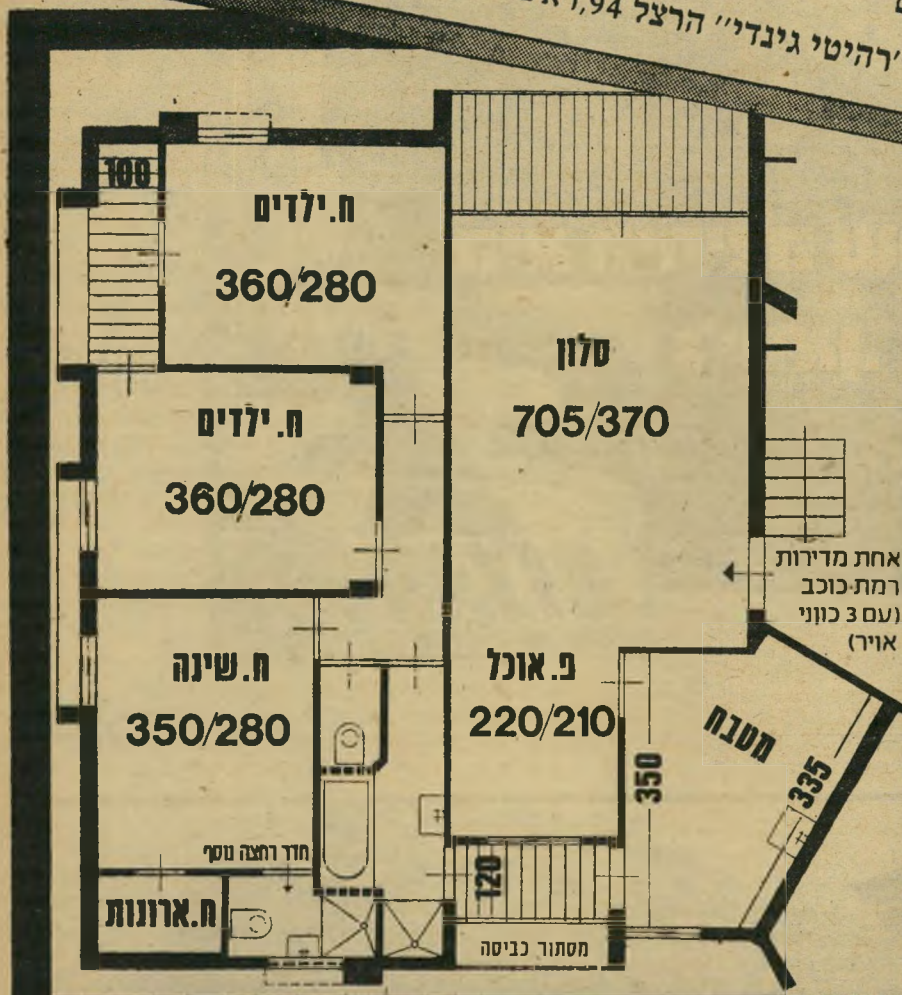 "רהיטי גינדי" הרצל 94,
100
ח.ילדים
360/280
סלון
705/370
ח.ילדים
360/280
אחת מדירות
רמת-כוכב
(עם 3 כווני
אויר)
ח.שינה
350/280
פ.אוכל
220/210
מטבח
350
335
חדר רחצה נוסף
120
ח.ארונות
מסתור כביסה